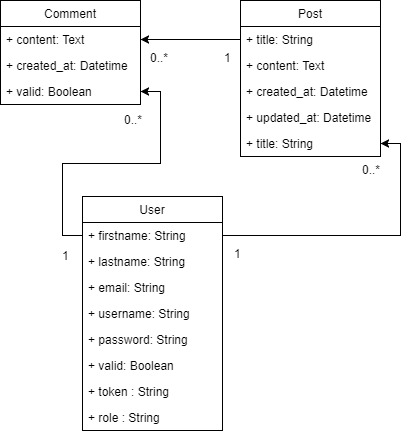 Comment
+ content: Text
+ created_at: Datetime
+ valid: Boolean
0..*
1
0..*
Post
+ title: String
+ content: Text
+ created_at: Datetime
+ updated_at: Datetime
+ title: String
0..*
User
+ firstname: String
+ lastname: String
+ email: String
+ username: String
+ password: String
+ valid: Boolean
+ token : String
+ role : String
1
1